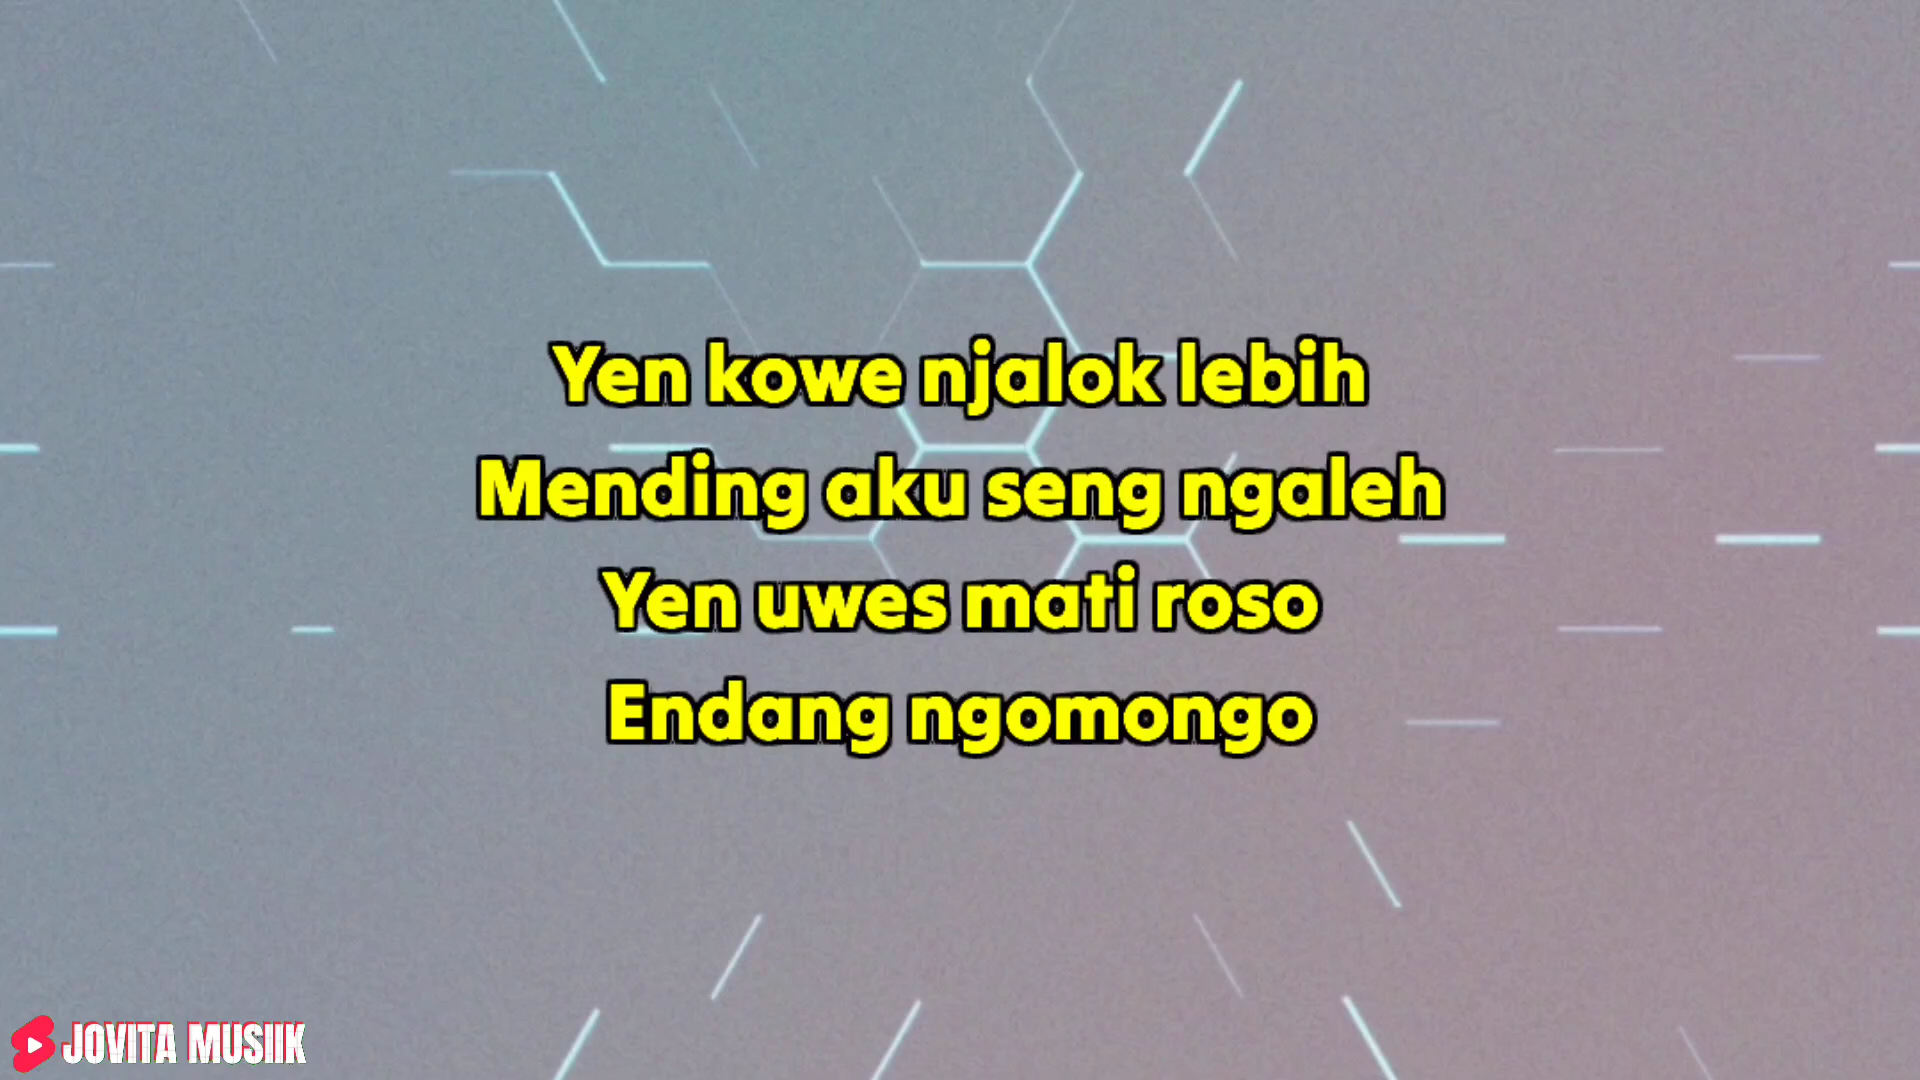 Yen kowe njalok lebih
Mending aku seng ngaleh
Yen uwes mati roso
Endang ngomongo
JOVITA MUSIIK